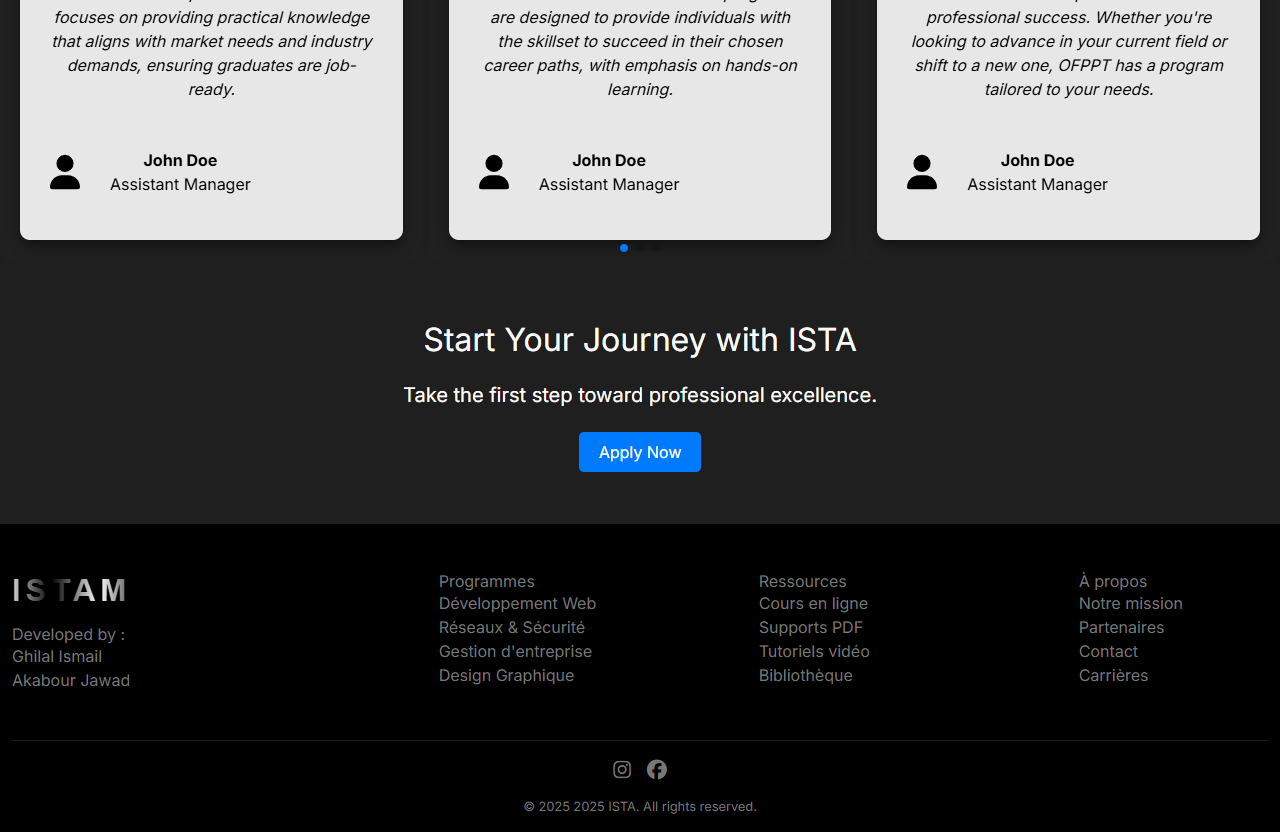 focuses on providing practical knowledge
that aligns with market needs and industry
demands, ensuring graduates are job-
ready.
John Doe
Assistant Manager
are designed to provide individuals with
the skillset to succeed in their chosen
career paths, with emphasis on hands-on
learning.
John Doe
Assistant Manager
professional success. Whether you're
looking to advance in your current field or
shift to a new one, OFPPT has a program
tailored to your needs.
John Doe
Assistant Manager
Start Your Journey with ISTA
Take the first step toward professional excellence.
Apply Now
ISTAM
Developed by :
Ghilal Ismail
Akabour Jawad
Programmes
Développement Web
Réseaux & Sécurité
Gestion d'entreprise
Design Graphique
Ressources
Cours en ligne
Supports PDF
Tutoriels vidéo
Bibliothèque
À propos
Notre mission
Partenaires
Contact
Carrières
© 2025 2025 ISTA. All rights reserved.